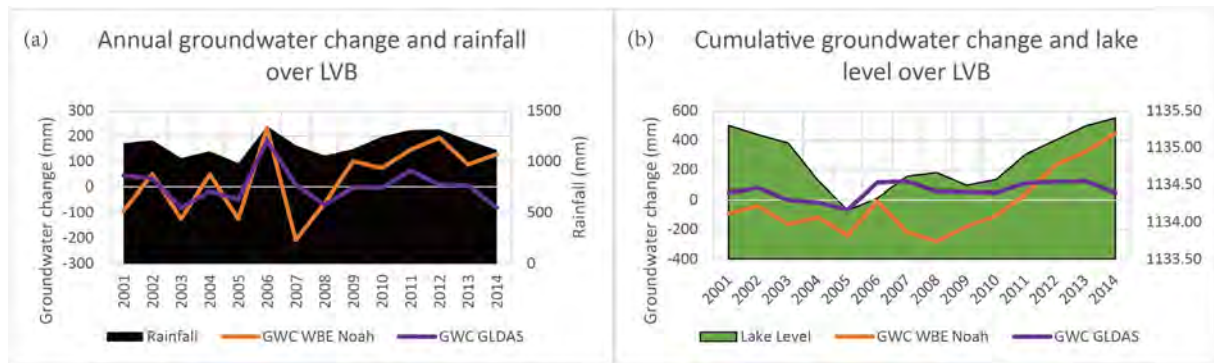 (a) Annual groundwater change and rainfall
over LVB
Groundwater change (mm)
300
200
100
0
-100
-200
-300
1500
1000
500
0
Rainfall (mm)
2001 2002 2003 2004 2005 2006 2007 2008 2009 2010 2011 2012 2013 2014
Rainfall GWC WBE Noah GWC GLDAS
(b) Cumulative groundwater change and lake
level over LVB
Groundwater change (mm)
600
400
200
0
-200
-400
1135.50
1135.00
1134.50
1134.00
1133.50
2001 2002 2003 2004 2005 2006 2007 2008 2009 2010 2011 2012 2013 2014
Lake Level GWC WBE Noah GWC GLDAS